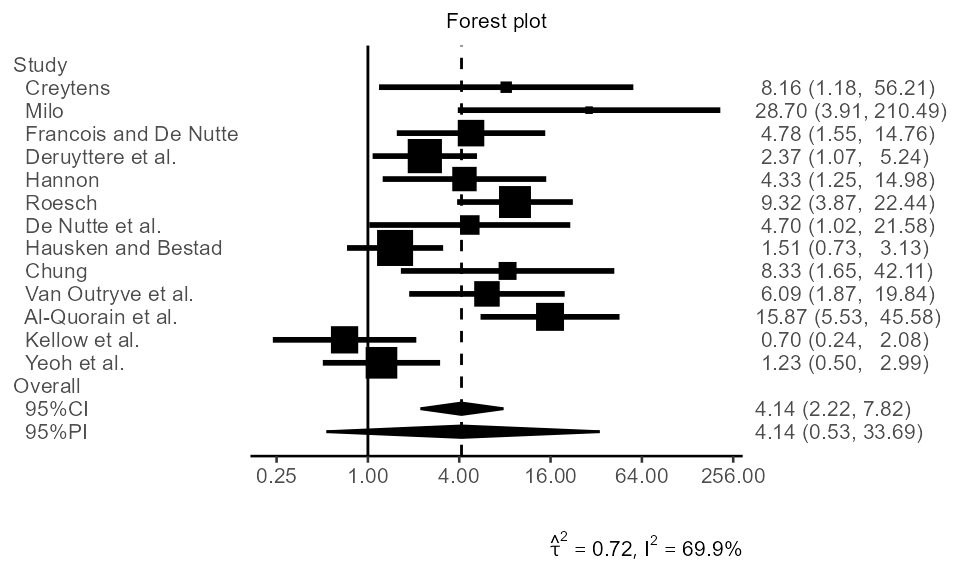 Forest plot
Study
Creytens 8.16 (1.18, 56.21)
Milo 28.70 (3.91, 210.49)
Francois and De Nutte 4.78 (1.55, 14.76)
Deruyttere et al. 2.37 (1.07, 5.24)
Hannon 4.33 (1.25, 14.98)
Roesch 9.32 (3.87, 22.44)
De Nutte et al. 4.70 (1.02, 21.58)
Hausken and Bestad 1.51 (0.73, 3.13)
Chung 8.33 (1.65, 42.11)
Van Outryve et al. 6.09 (1.87, 19.84)
Al-Quorain et al. 15.87 (5.53, 45.58)
Kellow et al. 0.70 (0.24, 2.08)
Yeoh et al. 1.23 (0.50, 2.99)
Overall
95%CI 4.14 (2.22, 7.82)
95%PI 4.14 (0.53, 33.69)
0.25 1.00 4.00 16.00 64.00 256.00
τ̂² = 0.72, I² = 69.9%